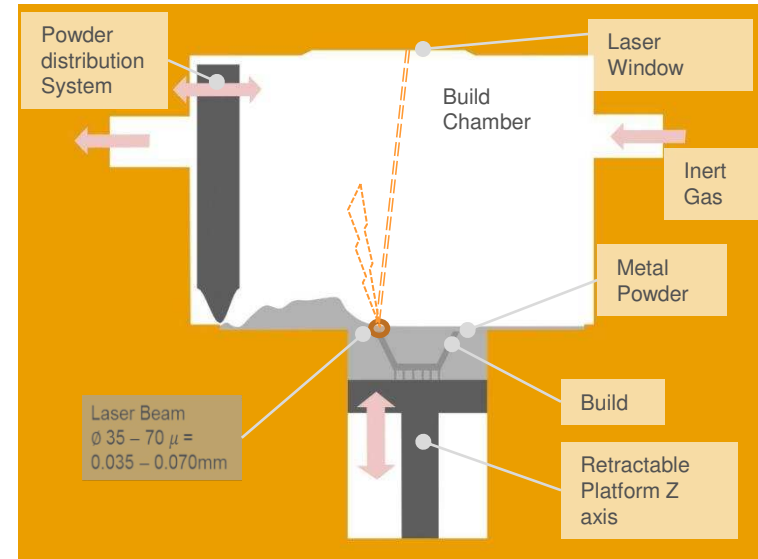 Powder
distribution
System
Laser
Window
Build
Chamber
Inert
Gas
Metal
Powder
Laser Beam
Ø 35 – 70 μ =
0.035 – 0.070mm
Build
Retractable
Platform Z
axis